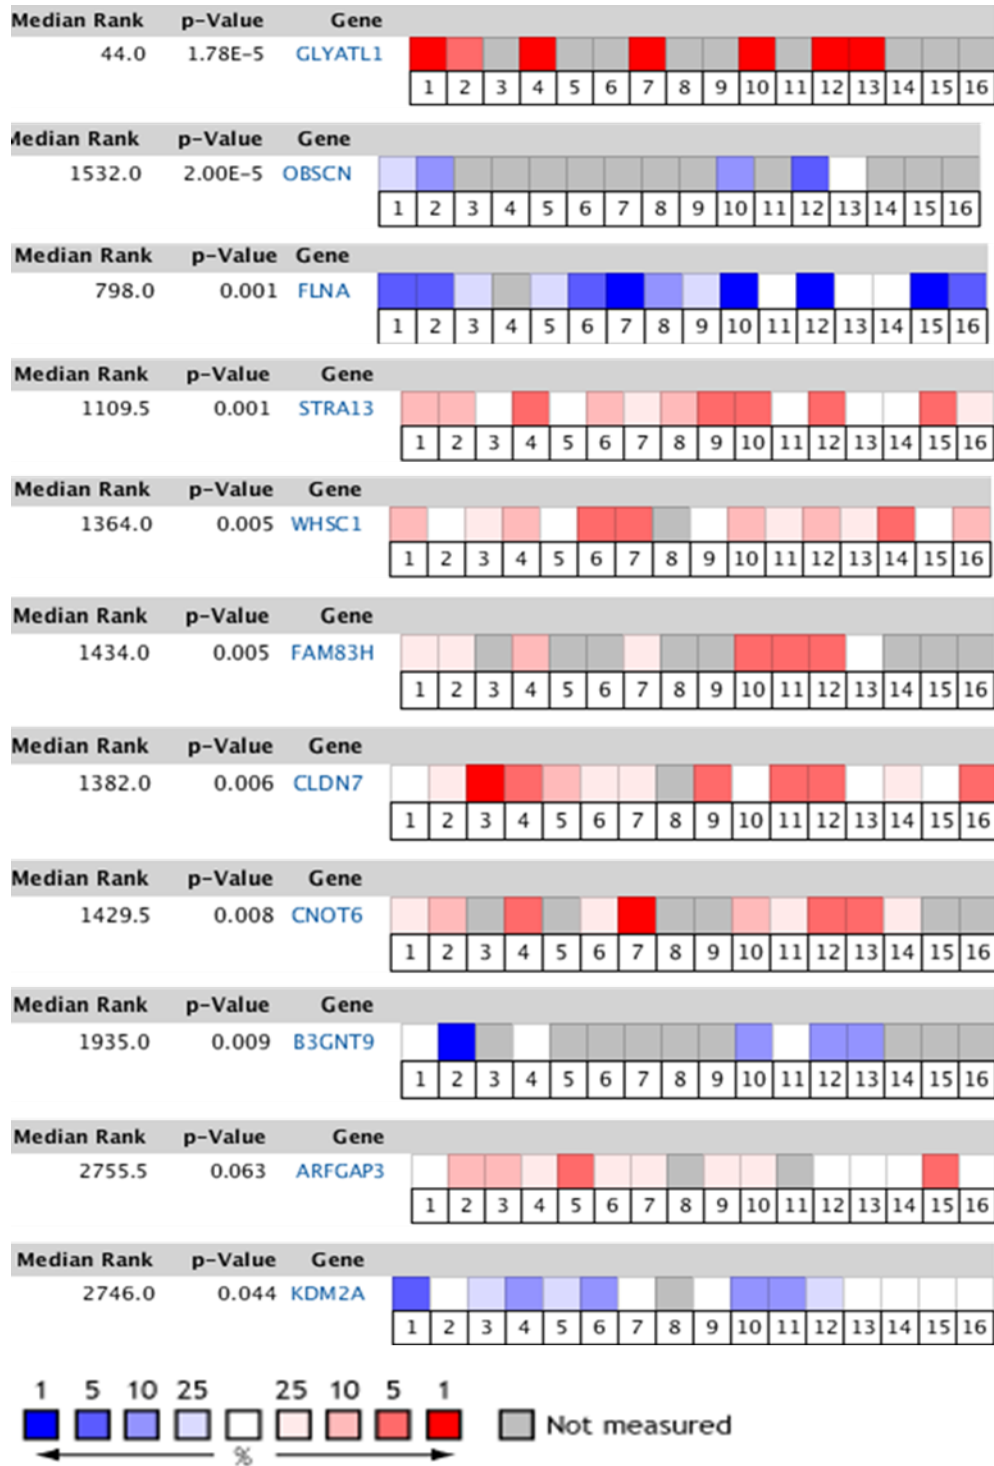 Median Rank p-Value Gene
44.0 1.78E-5 GLYATL1
1 2 3 4 5 6 7 8 9 10 11 12 13 14 15 16
Median Rank p-Value Gene
1532.0 2.00E-5 OBSCN
1 2 3 4 5 6 7 8 9 10 11 12 13 14 15 16
Median Rank p-Value Gene
798.0 0.001 FLNA
1 2 3 4 5 6 7 8 9 10 11 12 13 14 15 16
Median Rank p-Value Gene
1109.5 0.001 STRA13
1 2 3 4 5 6 7 8 9 10 11 12 13 14 15 16
Median Rank p-Value Gene
1364.0 0.005 WHSC1
1 2 3 4 5 6 7 8 9 10 11 12 13 14 15 16
Median Rank p-Value Gene
1434.0 0.005 FAM83H
1 2 3 4 5 6 7 8 9 10 11 12 13 14 15 16
Median Rank p-Value Gene
1382.0 0.006 CLDN7
1 2 3 4 5 6 7 8 9 10 11 12 13 14 15 16
Median Rank p-Value Gene
1429.5 0.008 CNOT6
1 2 3 4 5 6 7 8 9 10 11 12 13 14 15 16
Median Rank p-Value Gene
1935.0 0.009 B3GNT9
1 2 3 4 5 6 7 8 9 10 11 12 13 14 15 16
Median Rank p-Value Gene
2755.5 0.063 ARFGAP3
1 2 3 4 5 6 7 8 9 10 11 12 13 14 15 16
Median Rank p-Value Gene
2746.0 0.044 KDM2A
1 2 3 4 5 6 7 8 9 10 11 12 13 14 15 16
1 5 10 25 25 10 5 1
Not measured
%